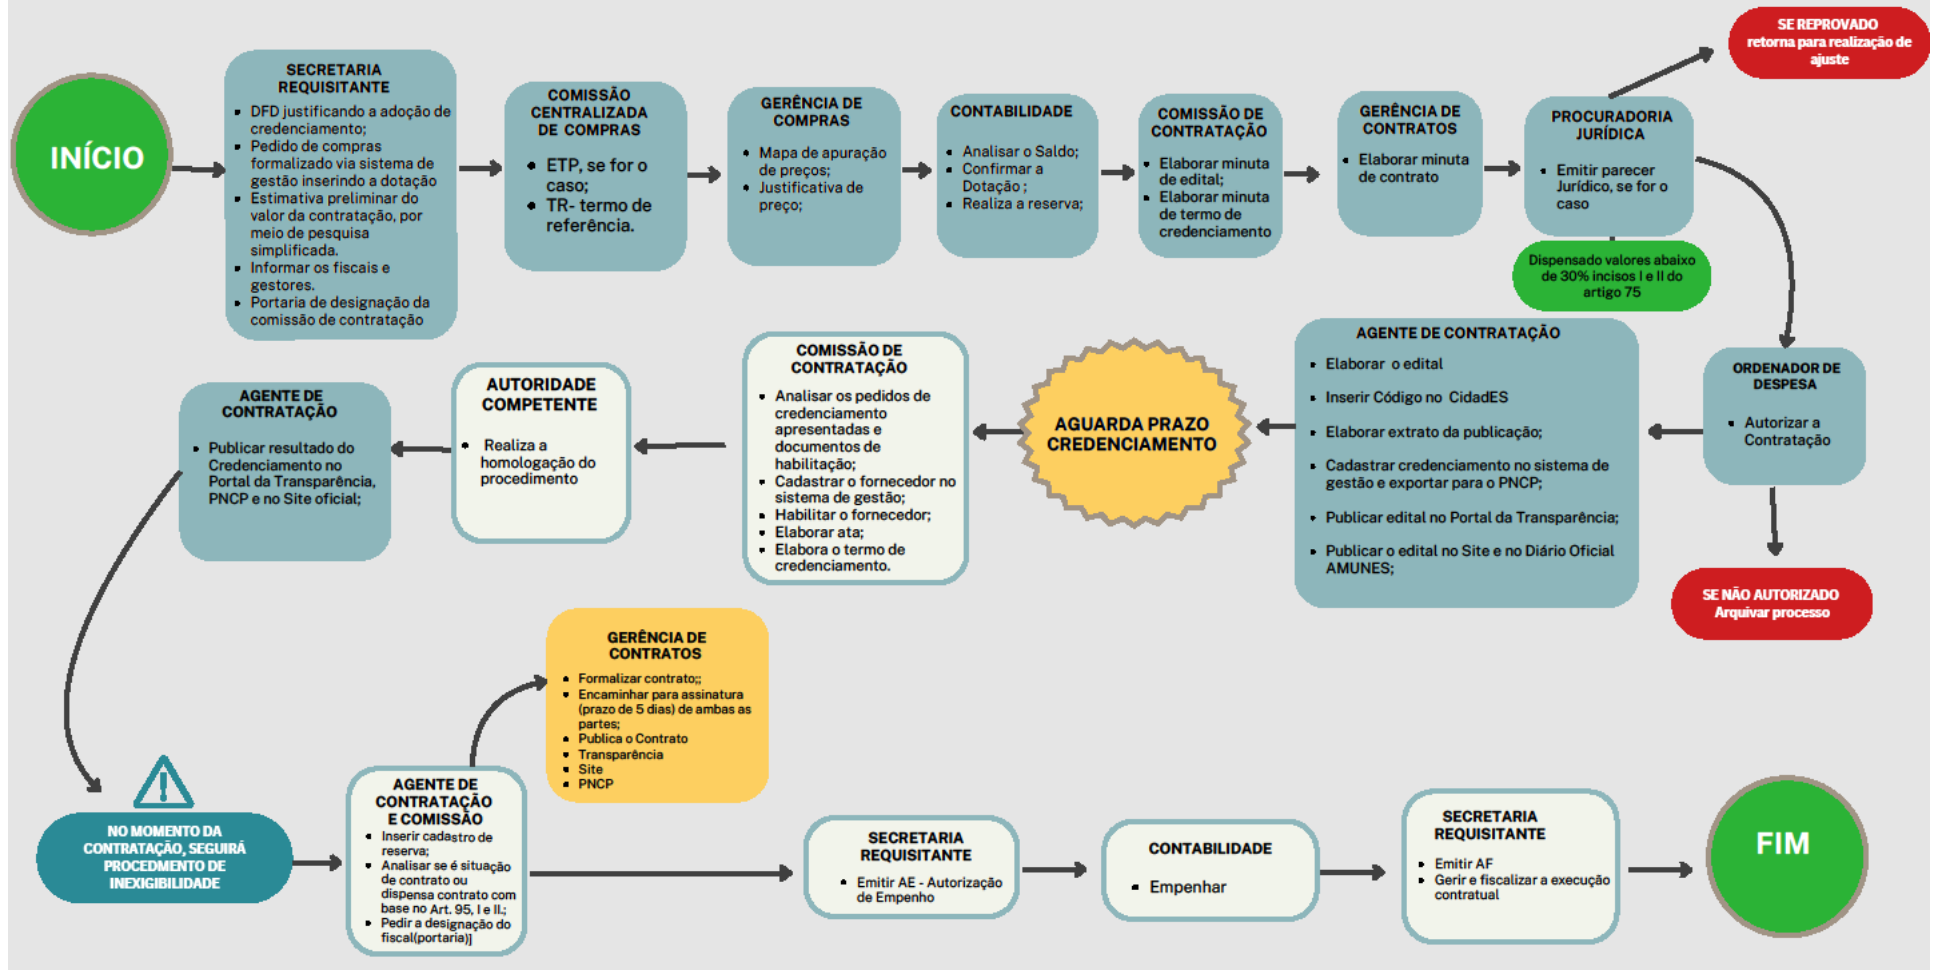 INÍCIO
SECRETARIA
REQUISITANTE
DFD justificando a adoção de
credenciamento;
Pedido de compras
formalizado via sistema de
gestão inserindo a dotação
Estimativa preliminar do
valor da contratação, por
meio de pesquisa
simplificada.
Informar os fiscais e
gestores.
Portaria de designação da
comissão de contratação
COMISSÃO
CENTRALIZADA
DE COMPRAS
ETP, se for o
caso;
TR- termo de
referência.
GERÊNCIA DE
COMPRAS
Mapa de apuração
de preços;
Justificativa de
preço;
CONTABILIDADE
Analisar o Saldo;
Confirmar a
Dotação ;
Realiza a reserva;
COMISSÃO DE
CONTRATAÇÃO
Elaborar minuta
de edital;
Elaborar minuta
de termo de
credenciamento
GERÊNCIA DE
CONTRATOS
Elaborar minuta
de contrato
PROCURADORIA
JURÍDICA
Emitir parecer
Jurídico, se for o
caso
SE REPROVADO
retorna para realização de
ajuste
Dispensado valores abaixo
de 30% incisos I e II do
artigo 75
ORDENADOR DE
DESPESA
Autorizar a
Contratação
SE NÃO AUTORIZADO
Arquivar processo
AGENTE DE CONTRATAÇÃO
Elaborar o edital
Inserir Código no CidadES
Elaborar extrato da publicação;
Cadastrar credenciamento no sistema de
gestão e exportar para o PNCP;
Publicar edital no Portal da Transparência;
Publicar o edital no Site e no Diário Oficial
AMUNES;
AGUARDA PRAZO
CREDENCIAMENTO
COMISSÃO DE
CONTRATAÇÃO
Analisar os pedidos de
credenciamento
apresentadas e
documentos de
habilitação;
Cadastrar o fornecedor no
sistema de gestão;
Habilitar o fornecedor;
Elaborar ata;
Elabora o termo de
credenciamento.
AUTORIDADE
COMPETENTE
Realiza a
homologação do
procedimento
AGENTE DE
CONTRATAÇÃO
Publicar resultado do
Credenciamento no
Portal da Transparência,
PNCP e no Site oficial;
NO MOMENTO DA
CONTRATAÇÃO, SEGUIRÁ
PROCEDMENTO DE
INEXIGIBILIDADE
AGENTE DE
CONTRATAÇÃO
E COMISSÃO
Inserir cadastro de
reserva;
Analisar se é situação
de contrato ou
dispensa contrato com
base no Art. 95, I e II.;
Pedir a designação do
fiscal(portaria)]
GERÊNCIA DE
CONTRATOS
Formalizar contrato;;
Encaminhar para assinatura
(prazo de 5 dias) de ambas as
partes;
Publica o Contrato
Transparência
Site
PNCP
SECRETARIA
REQUISITANTE
Emitir AE - Autorização
de Empenho
CONTABILIDADE
Empenhar
SECRETARIA
REQUISITANTE
Emitir AF
Gerir e fiscalizar a execução
contratual
FIM